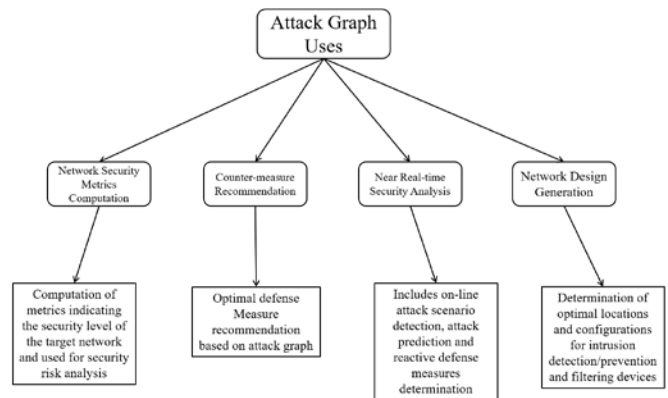 Attack Graph
Uses
Network Security
Metrics
Computation
Counter-measure
Recommendation
Near Real-time
Security Analysis
Network Design
Generation
Computation of
metrics indicating
the security level of
the target network
and used for security
risk analysis
Optimal defense
Measure
recommendation
based on attack graph
Includes on-line
attack scenario
detection, attack
prediction and
reactive defense
measures
determination
Determination of
optimal locations
and configurations
for intrusion
detection/prevention
and filtering devices